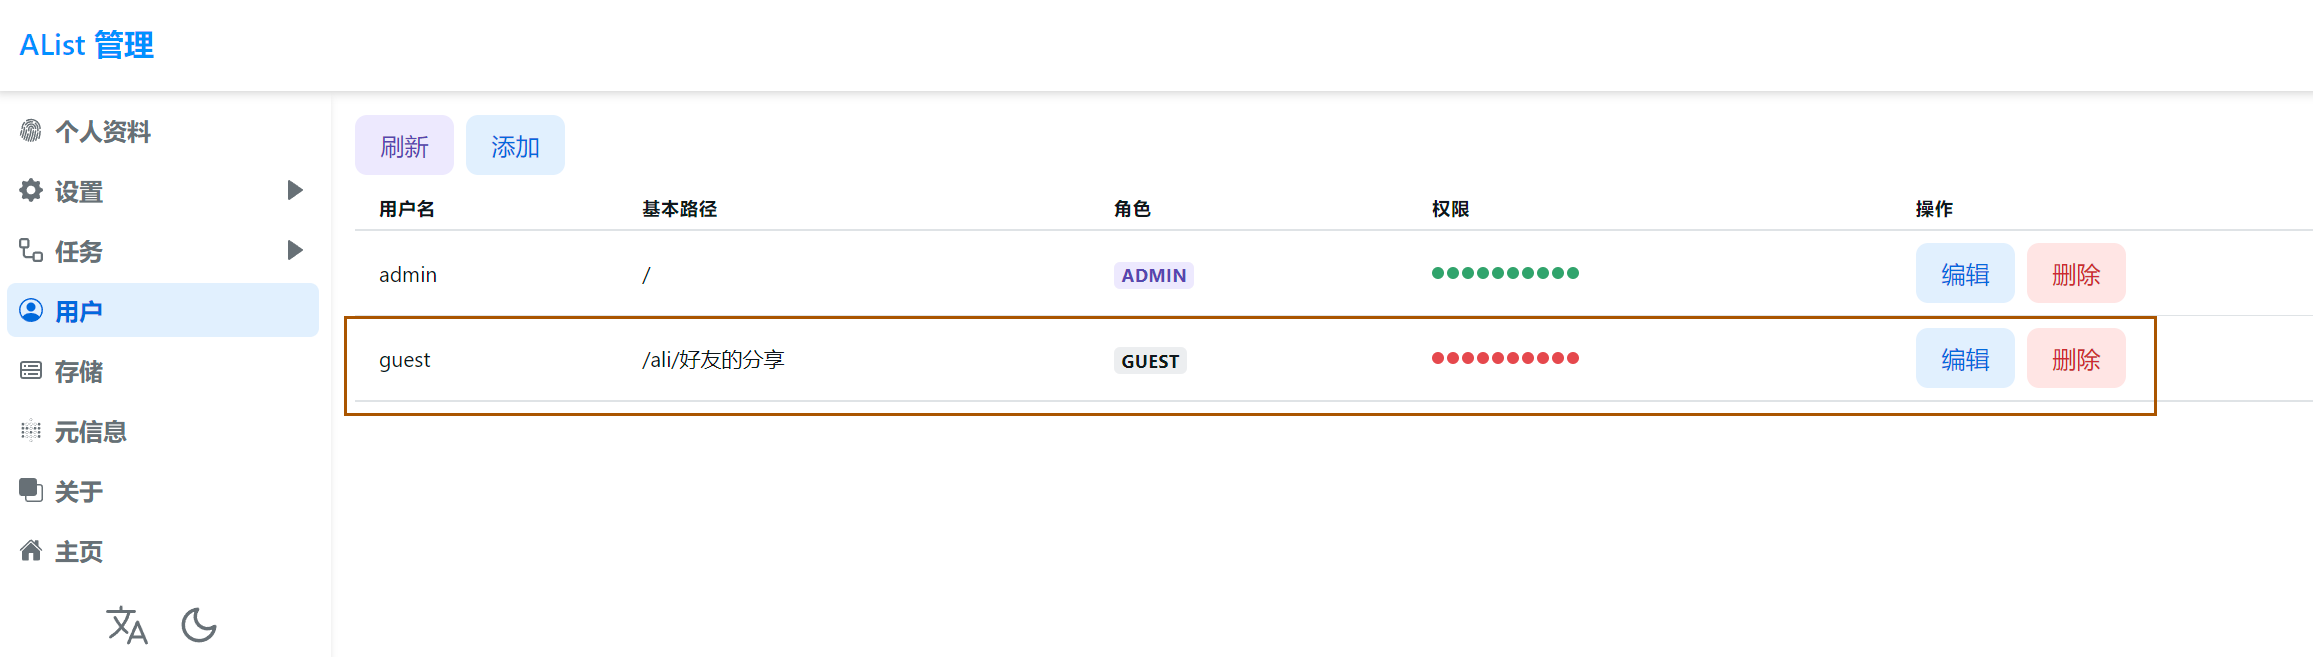 AList 管理
个人资料
设置
任务
用户
存储
元信息
关于
主页
刷新 添加
用户名 基本路径 角色 权限 操作
admin / ADMIN 编辑 删除
guest /ali/好友的分享 GUEST 编辑 删除